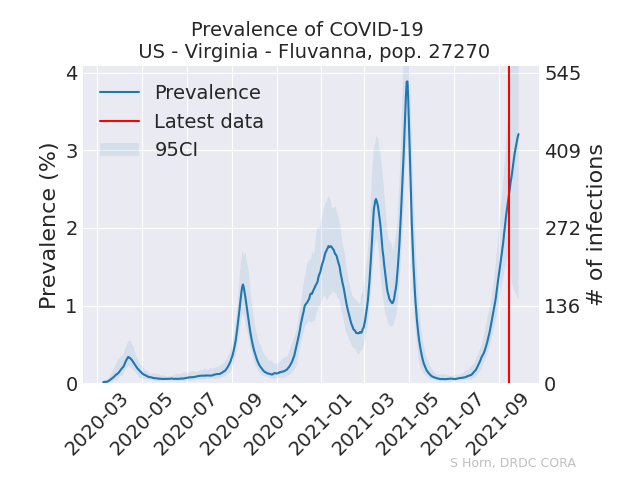 Prevalence of COVID-19
US - Virginia - Fluvanna, pop. 27270
Prevalence
Latest data
95CI
Prevalence (%)
4
3
2
1
0
545
409
272
136
0
# of infections
2020-03
2020-05
2020-07
2020-09
2020-11
2021-01
2021-03
2021-05
2021-07
2021-09
S Horn, DRDC CORA